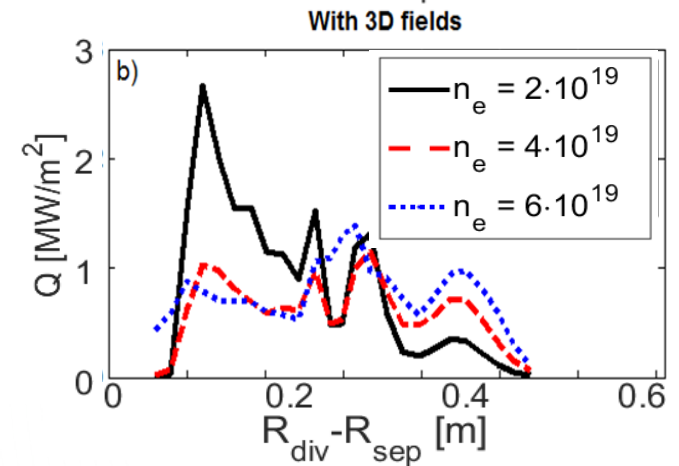 With 3D fields
b)
n_e = 2·10^19
n_e = 4·10^19
n_e = 6·10^19
Q [MW/m^2]
3
2
1
0
0 0.2 0.4 0.6
R_div-R_sep [m]